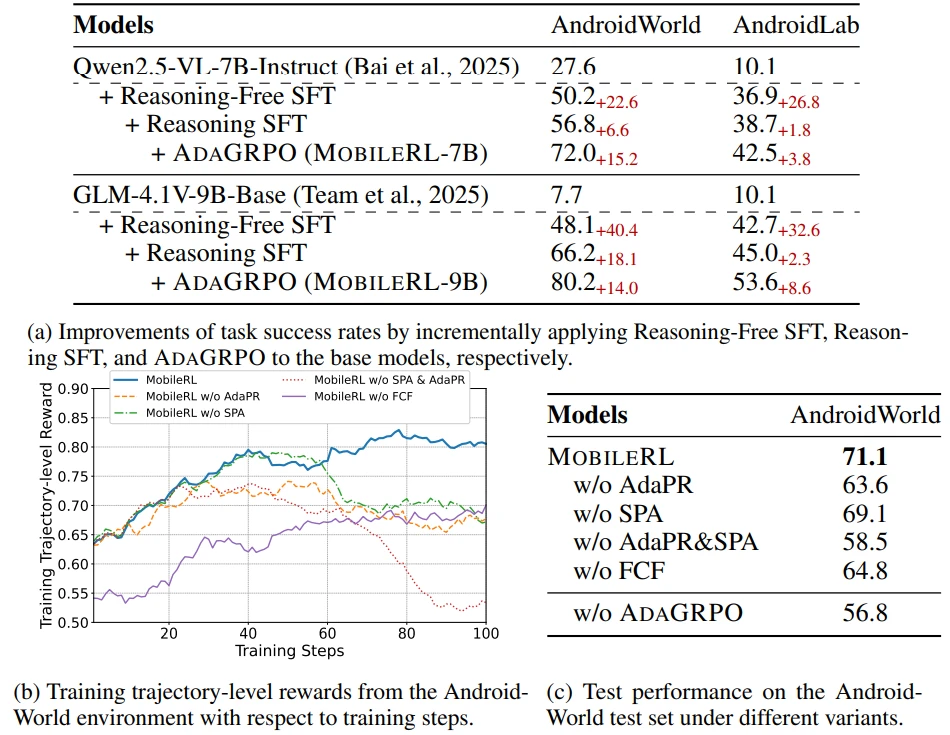 Models AndroidWorld AndroidLab
Qwen2.5-VL-7B-Instruct (Bai et al., 2025) 27.6 10.1
+ Reasoning-Free SFT 50.2+22.6 36.9+26.8
+ Reasoning SFT 56.8+6.6 38.7+1.8
+ ADAGRPO (MOBILERL-7B) 72.0+15.2 42.5+3.8
GLM-4.1V-9B-Base (Team et al., 2025) 7.7 10.1
+ Reasoning-Free SFT 48.1+40.4 42.7+32.6
+ Reasoning SFT 66.2+18.1 45.0+2.3
+ ADAGRPO (MOBILERL-9B) 80.2+14.0 53.6+8.6
(a) Improvements of task success rates by incrementally applying Reasoning-Free SFT, Reason-
ing SFT, and ADAGRPO to the base models, respectively.
MobileRL
MobileRL w/o AdaPR
MobileRL w/o SPA
MobileRL w/o SPA & AdaPR
MobileRL w/o FCF
Training Trajectory-level Reward
0.90
0.85
0.80
0.75
0.70
0.65
0.60
0.55
0.50
20 40 60 80 100
Training Steps
(b) Training trajectory-level rewards from the Android-
World environment with respect to training steps.
Models AndroidWorld
MOBILERL 71.1
w/o AdaPR 63.6
w/o SPA 69.1
w/o AdaPR&SPA 58.5
w/o FCF 64.8
w/o ADAGRPO 56.8
(c) Test performance on the Android-
World test set under different variants.